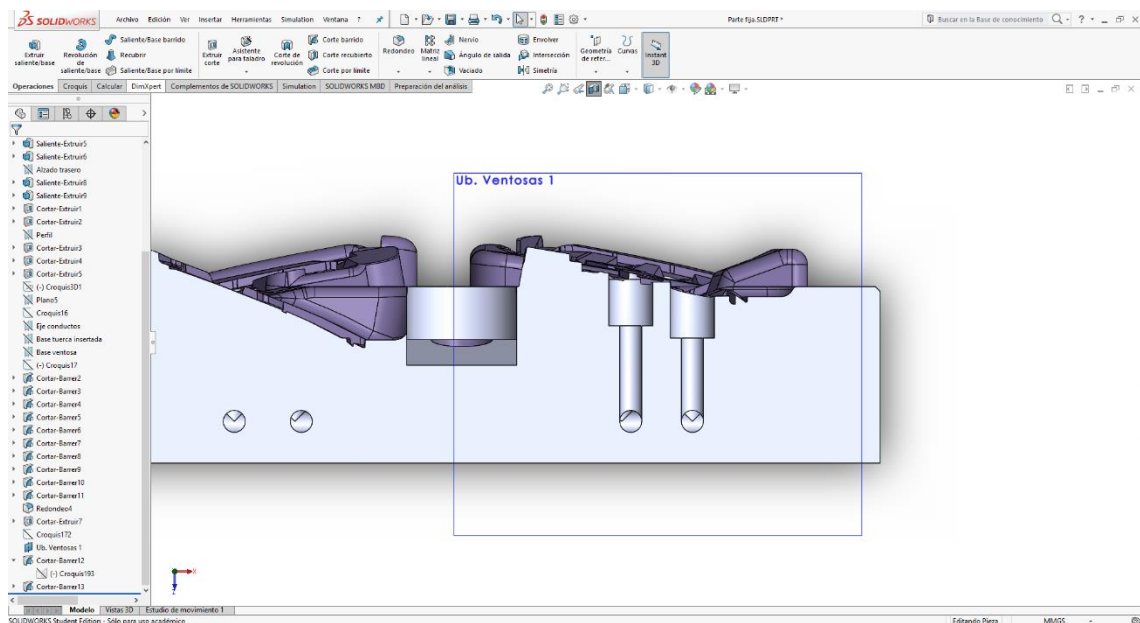 DS SOLIDWORKS
Archivo Edición Ver Insertar Herramientas Simulation Ventana ?
Parte fija.SLDPRT *
Buscar en la Base de conocimiento
Extruir saliente/base
Revolución de saliente/base
Saliente/Base barrido
Recubrir
Saliente/Base por límite
Extruir corte
Asistente para taladro
Corte de revolución
Corte barrido
Corte recubierto
Corte por límite
Redondeo
Matriz lineal
Nervio
Ángulo de salida
Vaciado
Envolver
Intersección
Simetría
Geometría de refer...
Curvas
Instant 3D
Operaciones Croquis Calcular DimXpert Complementos de SOLIDWORKS Simulation SOLIDWORKS MBD Preparación del análisis
Saliente-Extruir5
Saliente-Extruir6
Alzado trasero
Saliente-Extruir8
Saliente-Extruir9
Cortar-Extruir1
Cortar-Extruir2
Perfil
Cortar-Extruir3
Cortar-Extruir4
Cortar-Extruir5
(-) Croquis3D1
Plano5
Croquis16
Eje conductos
Base tuerca insertada
Base ventosa
(-) Croquis17
Cortar-Barrer2
Cortar-Barrer3
Cortar-Barrer4
Cortar-Barrer5
Cortar-Barrer6
Cortar-Barrer7
Cortar-Barrer8
Cortar-Barrer9
Cortar-Barrer10
Cortar-Barrer11
Redondeo4
Cortar-Extruir7
Croquis172
Ub. Ventosas 1
Cortar-Barrer12
(-) Croquis193
Cortar-Barrer13
Ub. Ventosas 1
X
Z
Modelo Vistas 3D Estudio de movimiento 1
SOLIDWORKS Student Edition - Sólo para uso académico
Editando Pieza MMGS